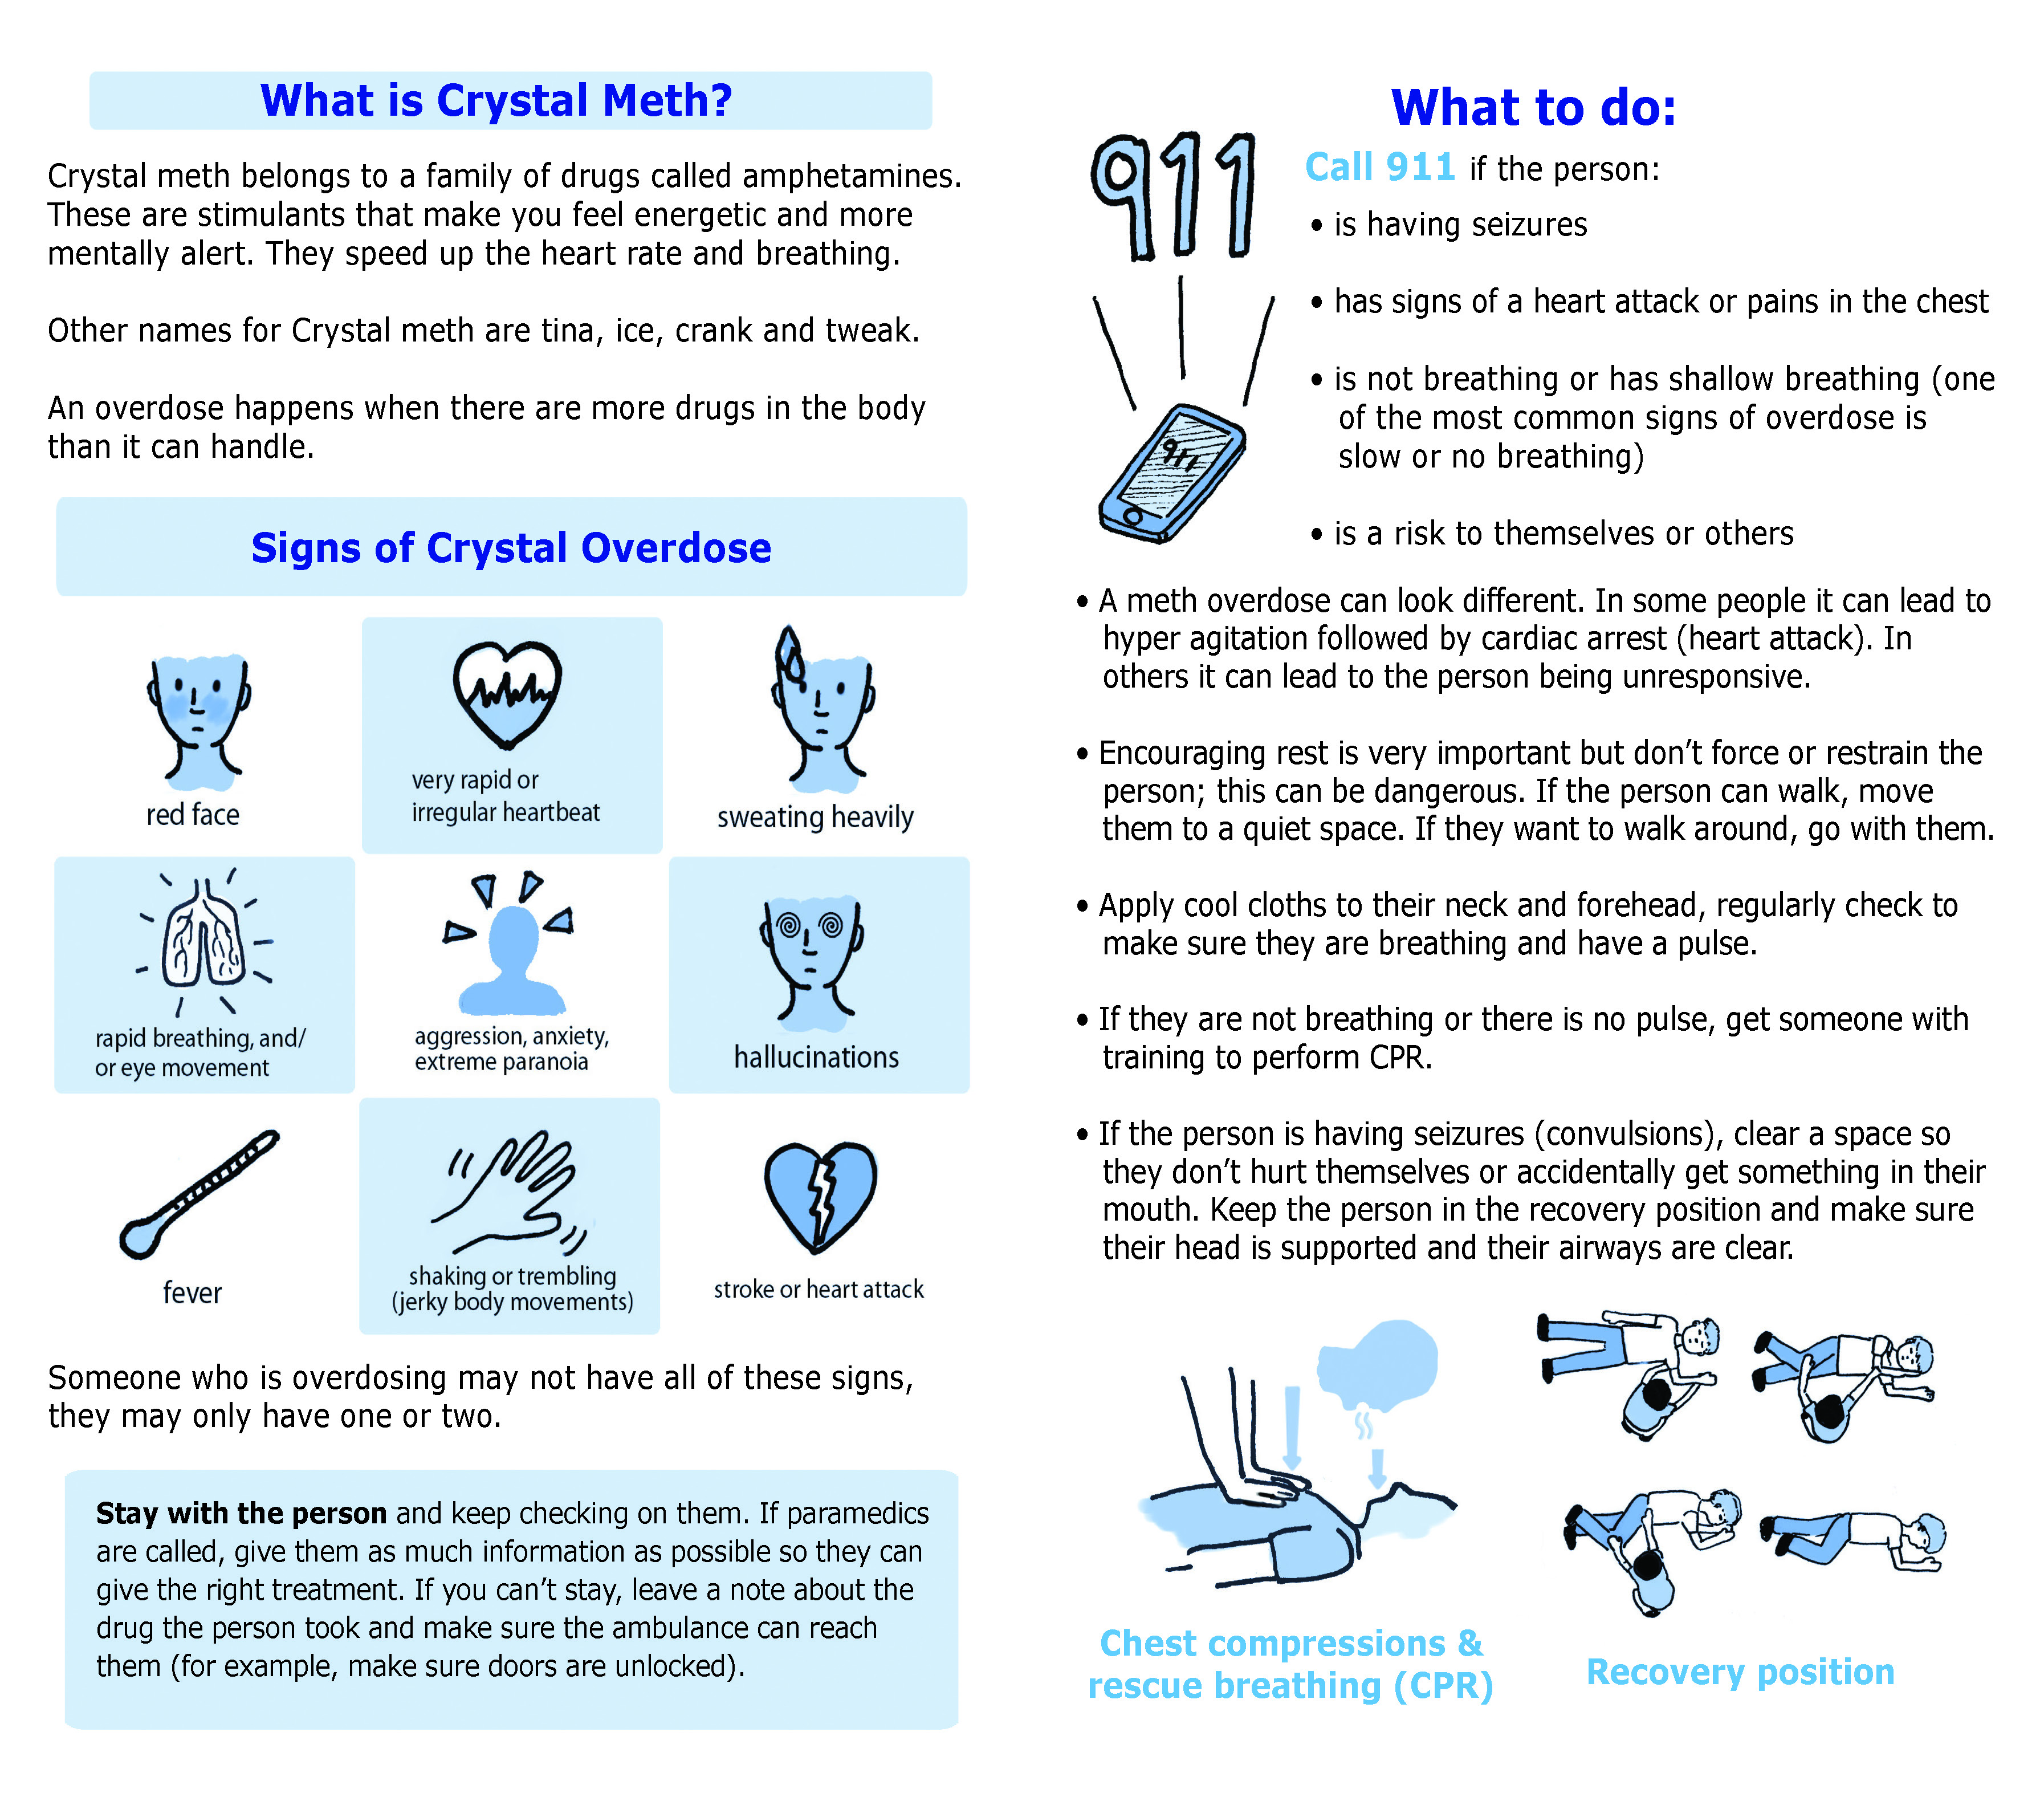 What is Crystal Meth?
Crystal meth belongs to a family of drugs called amphetamines.
These are stimulants that make you feel energetic and more
mentally alert. They speed up the heart rate and breathing.
Other names for Crystal meth are tina, ice, crank and tweak.
An overdose happens when there are more drugs in the body
than it can handle.
Signs of Crystal Overdose
red face
very rapid or
irregular heartbeat
sweating heavily
rapid breathing, and/
or eye movement
aggression, anxiety,
extreme paranoia
hallucinations
fever
shaking or trembling
(jerky body movements)
stroke or heart attack
Someone who is overdosing may not have all of these signs,
they may only have one or two.
Stay with the person and keep checking on them. If paramedics
are called, give them as much information as possible so they can
give the right treatment. If you can't stay, leave a note about the
drug the person took and make sure the ambulance can reach
them (for example, make sure doors are unlocked).
What to do:
911
911
Call 911 if the person:
• is having seizures
• has signs of a heart attack or pains in the chest
• is not breathing or has shallow breathing (one
of the most common signs of overdose is
slow or no breathing)
• is a risk to themselves or others
• A meth overdose can look different. In some people it can lead to
hyper agitation followed by cardiac arrest (heart attack). In
others it can lead to the person being unresponsive.
• Encouraging rest is very important but don't force or restrain the
person; this can be dangerous. If the person can walk, move
them to a quiet space. If they want to walk around, go with them.
• Apply cool cloths to their neck and forehead, regularly check to
make sure they are breathing and have a pulse.
• If they are not breathing or there is no pulse, get someone with
training to perform CPR.
• If the person is having seizures (convulsions), clear a space so
they don't hurt themselves or accidentally get something in their
mouth. Keep the person in the recovery position and make sure
their head is supported and their airways are clear.
Chest compressions &
rescue breathing (CPR)
Recovery position